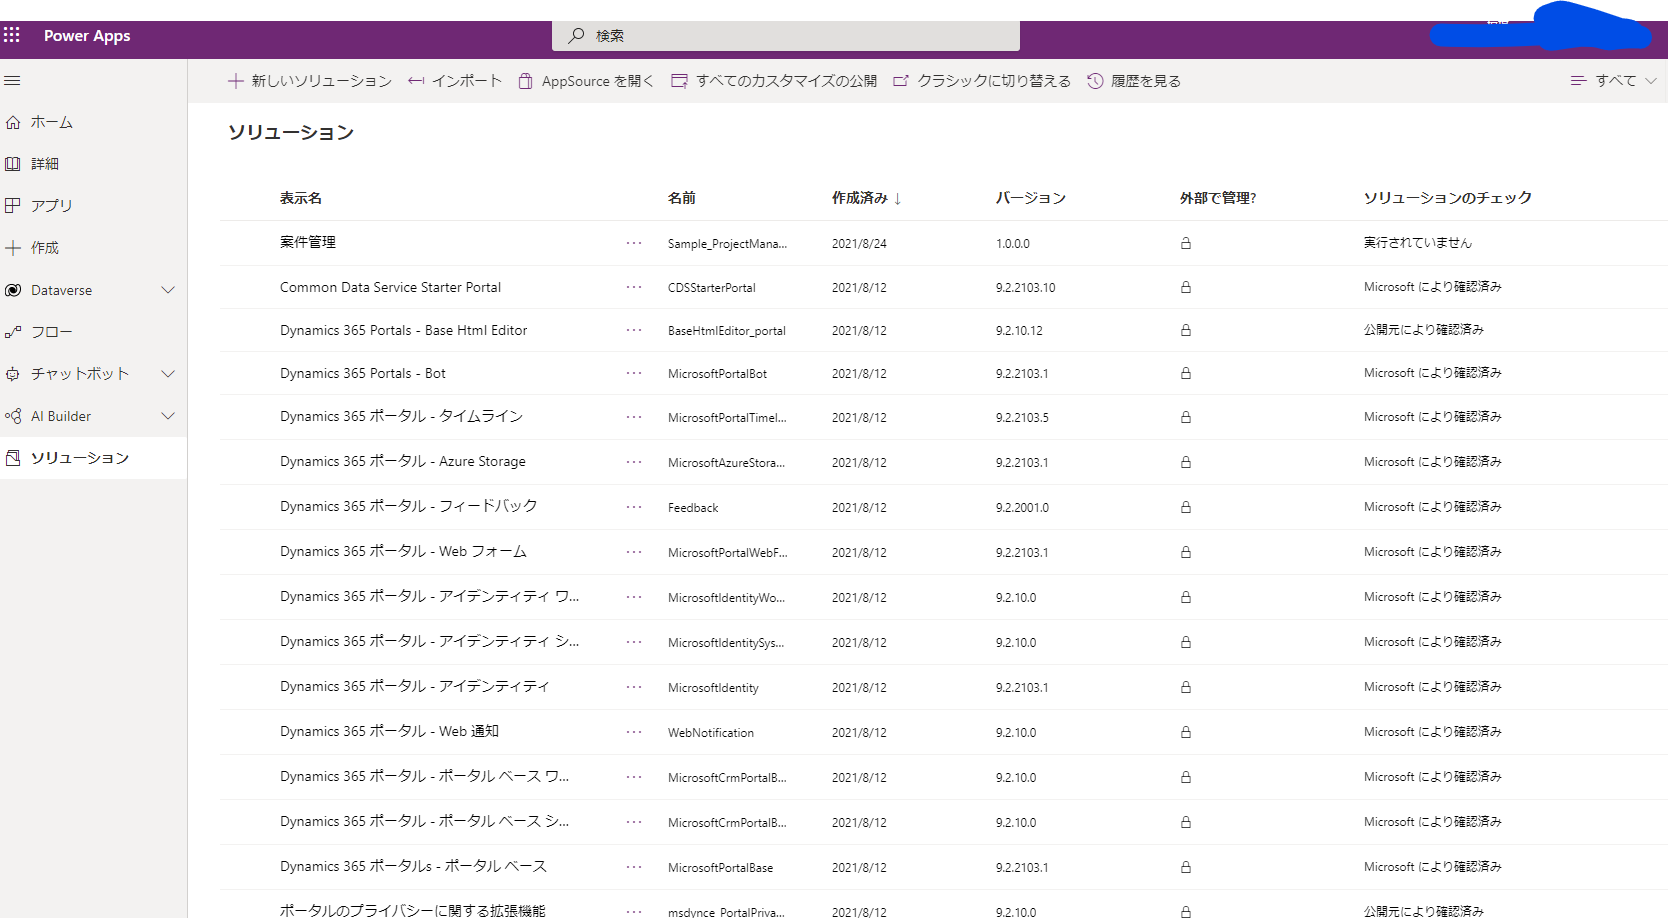 Power Apps
検索
新しいソリューション インポート AppSource を開く すべてのカスタマイズの公開 クラシックに切り替える 履歴を見る すべて
ホーム
詳細
アプリ
作成
Dataverse
フロー
チャットボット
AI Builder
ソリューション
ソリューション
表示名 名前 作成済み ↓ バージョン 外部で管理? ソリューションのチェック
案件管理 ... Sample_ProjectMana... 2021/8/24 1.0.0.0 実行されていません
Common Data Service Starter Portal ... CDSStarterPortal 2021/8/12 9.2.2103.10 Microsoft により確認済み
Dynamics 365 Portals - Base Html Editor ... BaseHtmlEditor_portal 2021/8/12 9.2.10.12 公開元により確認済み
Dynamics 365 Portals - Bot ... MicrosoftPortalBot 2021/8/12 9.2.2103.1 Microsoft により確認済み
Dynamics 365 ポータル - タイムライン ... MicrosoftPortalTimel... 2021/8/12 9.2.2103.5 Microsoft により確認済み
Dynamics 365 ポータル - Azure Storage ... MicrosoftAzureStora... 2021/8/12 9.2.2103.1 Microsoft により確認済み
Dynamics 365 ポータル - フィードバック ... Feedback 2021/8/12 9.2.2001.0 Microsoft により確認済み
Dynamics 365 ポータル - Web フォーム ... MicrosoftPortalWebF... 2021/8/12 9.2.2103.1 Microsoft により確認済み
Dynamics 365 ポータル - アイデンティティ ワ... ... MicrosoftIdentityWo... 2021/8/12 9.2.10.0 Microsoft により確認済み
Dynamics 365 ポータル - アイデンティティ シ... ... MicrosoftIdentitySys... 2021/8/12 9.2.10.0 Microsoft により確認済み
Dynamics 365 ポータル - アイデンティティ ... MicrosoftIdentity 2021/8/12 9.2.2103.1 Microsoft により確認済み
Dynamics 365 ポータル - Web 通知 ... WebNotification 2021/8/12 9.2.10.0 Microsoft により確認済み
Dynamics 365 ポータル - ポータル ベース ワ... ... MicrosoftCrmPortalB... 2021/8/12 9.2.10.0 Microsoft により確認済み
Dynamics 365 ポータル - ポータル ベース シ... ... MicrosoftCrmPortalB... 2021/8/12 9.2.10.0 Microsoft により確認済み
Dynamics 365 ポータルs - ポータル ベース ... MicrosoftPortalBase 2021/8/12 9.2.2103.1 Microsoft により確認済み
ポータルのプライバシーに関する拡張機能 ... msdynce_PortalPriva... 2021/8/12 9.2.10.0 公開元により確認済み